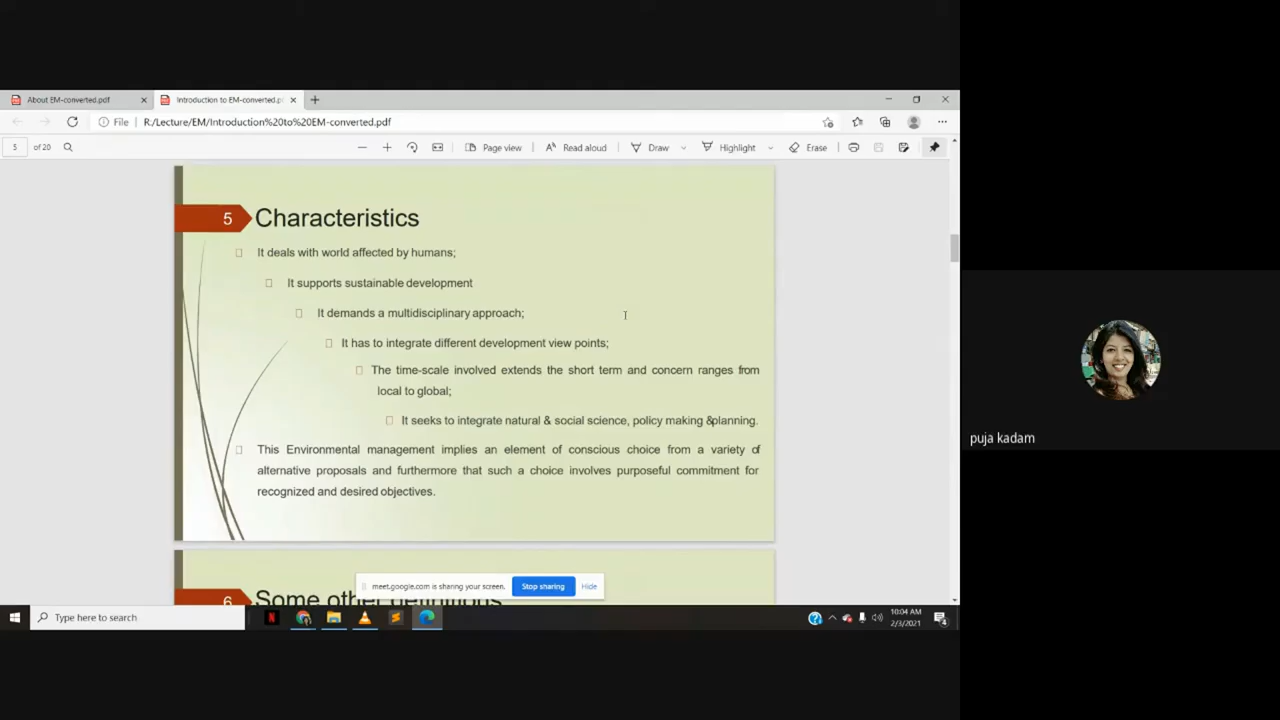 About EM-converted.pdf
Introduction to EM-converted.p
File
R:/Lecture/EM/Introduction%20to%20EM-converted.pdf
5 of 20
Page view
Read aloud
Draw
Highlight
Erase
5
Characteristics
It deals with world affected by humans;
It supports sustainable development
It demands a multidisciplinary approach;
It has to integrate different development view points;
The time-scale involved extends the short term and concern ranges from
local to global;
It seeks to integrate natural & social science, policy making &planning.
This Environmental management implies an element of conscious choice from a variety of
alternative proposals and furthermore that such a choice involves purposeful commitment for
recognized and desired objectives.
puja kadam
6
Some other definitions
meet.google.com is sharing your screen.
Stop sharing
Hide
Type here to search
10:04 AM
2/3/2021
4